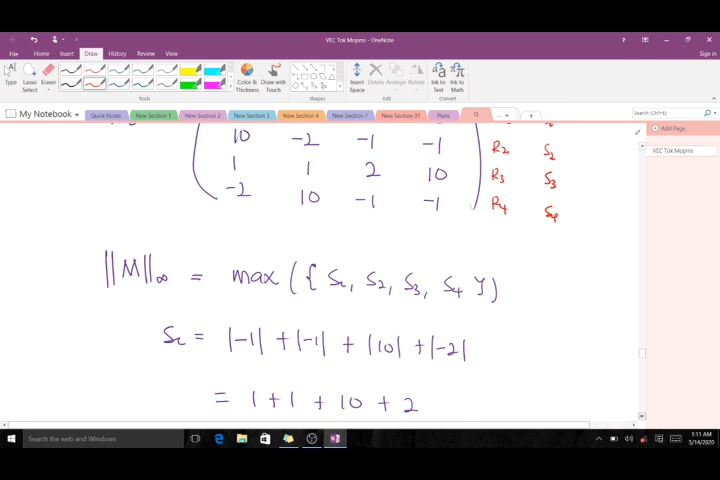 VEC Tok Mopms - OneNote
Sign in
File Home Insert Draw History Review View
Type Lasso Select Eraser Color & Thickness Draw with Touch Insert Space Delete Arrange Rotate Ink to Text Ink to Math
Tools Shapes Edit Convert
My Notebook Quick Notes New Section 1 New Section 2 New Section 3 New Section 4 New Section 7 New Section 31 Plans Q ... + Search (Ctrl+E)
Add Page
VEC Tok Mopms
10 -2 -1 -1 R2 S2
1 1 2 10 R3 S3
-2 10 -1 -1 R4 S4
||M||∞ = max ( { S1, S2, S3, S4 } )
S1 = |-1| + |-1| + |10| + |-2|
= 1 + 1 + 10 + 2
Search the web and Windows
1:11 AM
5/14/2020